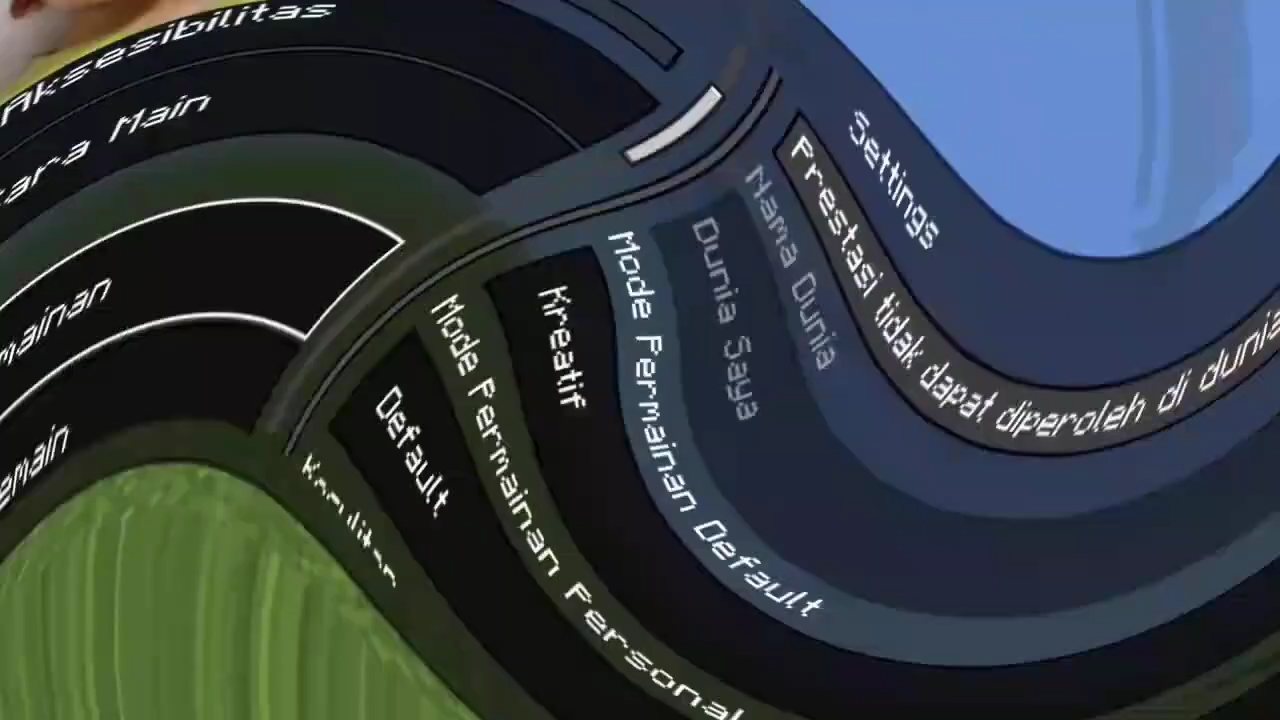 Aksesibilitas
Cara Main
Settings
Prestasi tidak dapat diperoleh di dunia
Nama Dunia
Dunia Saya
Mode Permainan Default
Kreatif
Mode Permainan Personal
Default